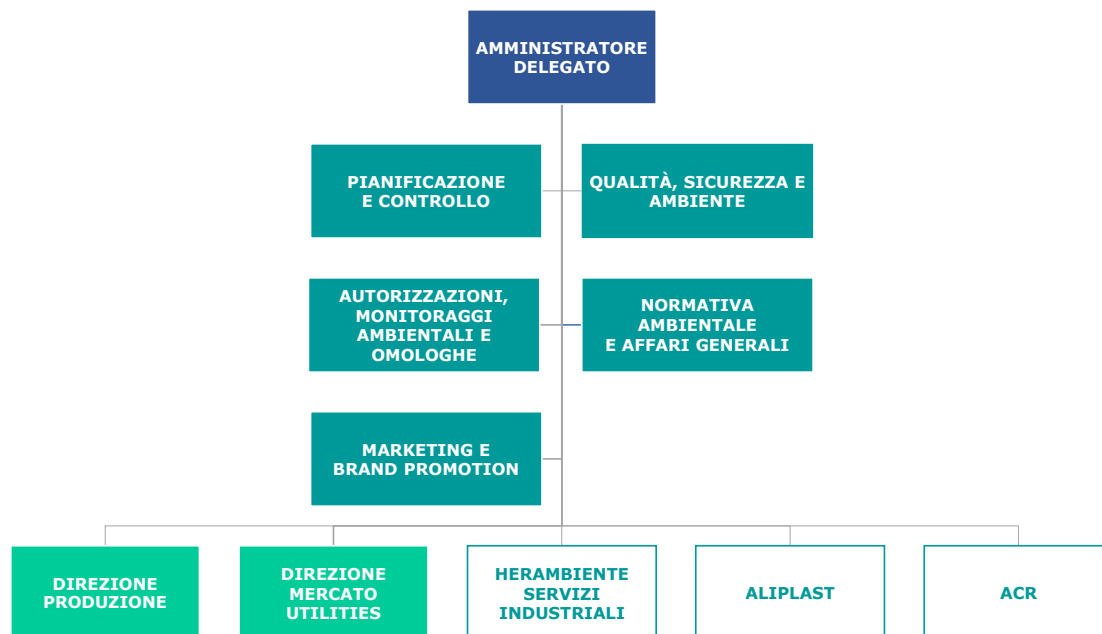 AMMINISTRATORE
DELEGATO
PIANIFICAZIONE
E CONTROLLO
QUALITÀ, SICUREZZA E
AMBIENTE
AUTORIZZAZIONI,
MONITORAGGI
AMBIENTALI E
OMOLOGHE
NORMATIVA
AMBIENTALE
E AFFARI GENERALI
MARKETING E
BRAND PROMOTION
DIREZIONE
PRODUZIONE
DIREZIONE
MERCATO
UTILITIES
HERAMBIENTE
SERVIZI
INDUSTRIALI
ALIPLAST
ACR